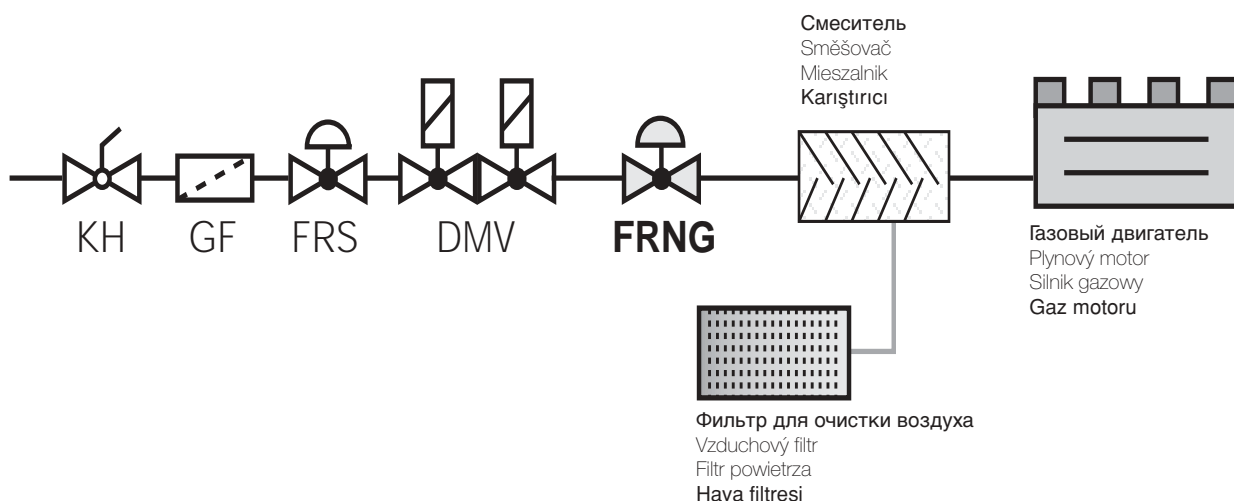 Смеситель
Směšovač
Mieszalnik
Karıştırıcı
KH GF FRS DMV FRNG
Газовый двигатель
Plynový motor
Silnik gazowy
Gaz motoru
Фильтр для очистки воздуха
Vzduchový filtr
Filtr powietrza
Hava filtresi